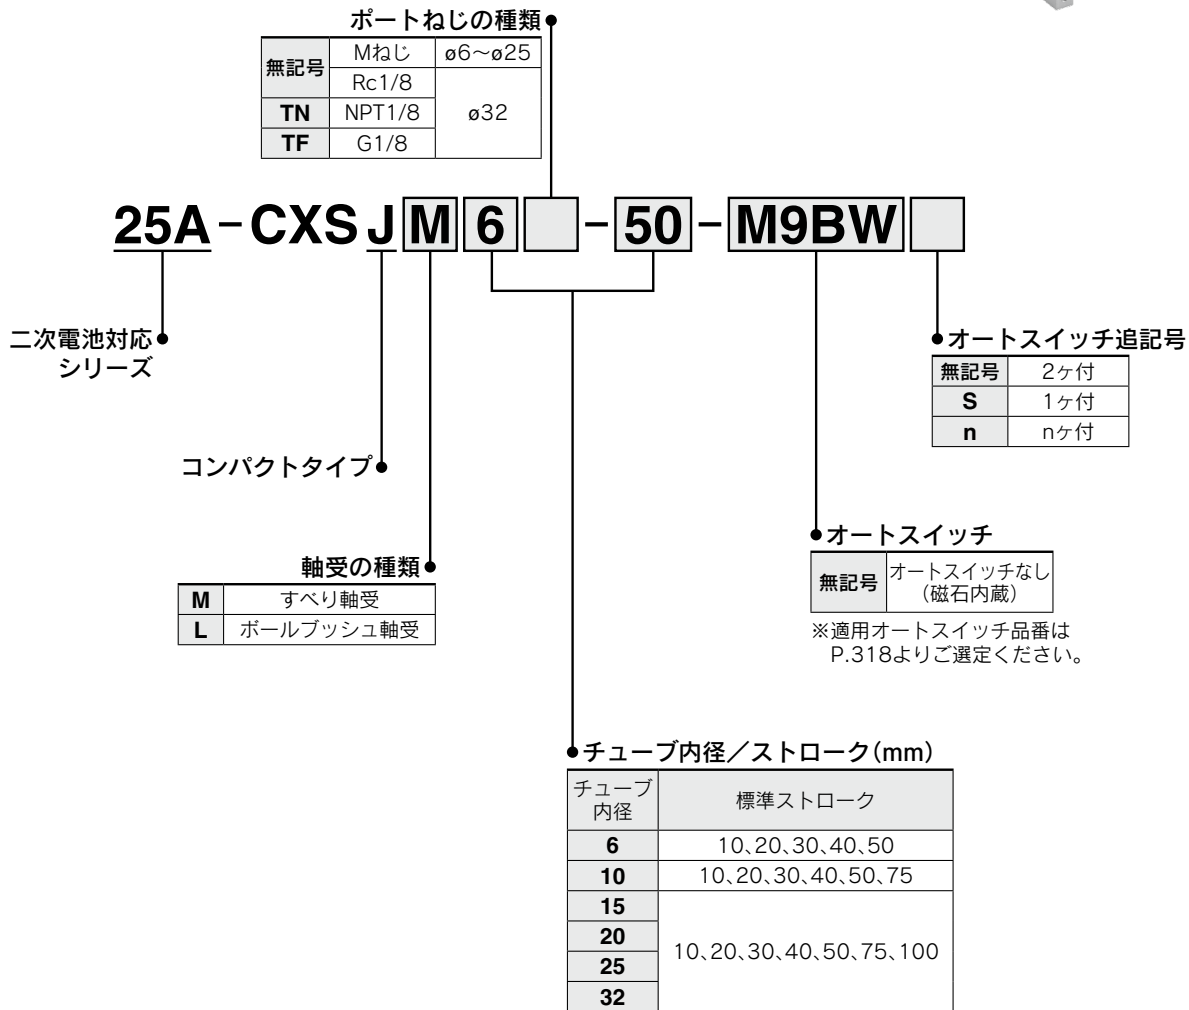 ポートねじの種類
無記号 Mねじ ø6～ø25
Rc1/8 ø32
TN NPT1/8
TF G1/8
25A-CXSJM6 -50-M9BW
二次電池対応
シリーズ
オートスイッチ追記号
無記号 2ヶ付
S 1ヶ付
n nヶ付
コンパクトタイプ
オートスイッチ
無記号 オートスイッチなし
（磁石内蔵）
※適用オートスイッチ品番は
P.318よりご選定ください。
軸受の種類
M すべり軸受
L ボールブッシュ軸受
チューブ内径／ストローク(mm)
チューブ
内径 標準ストローク
6 10、20、30、40、50
10 10、20、30、40、50、75
15
20
25 10、20、30、40、50、75、100
32